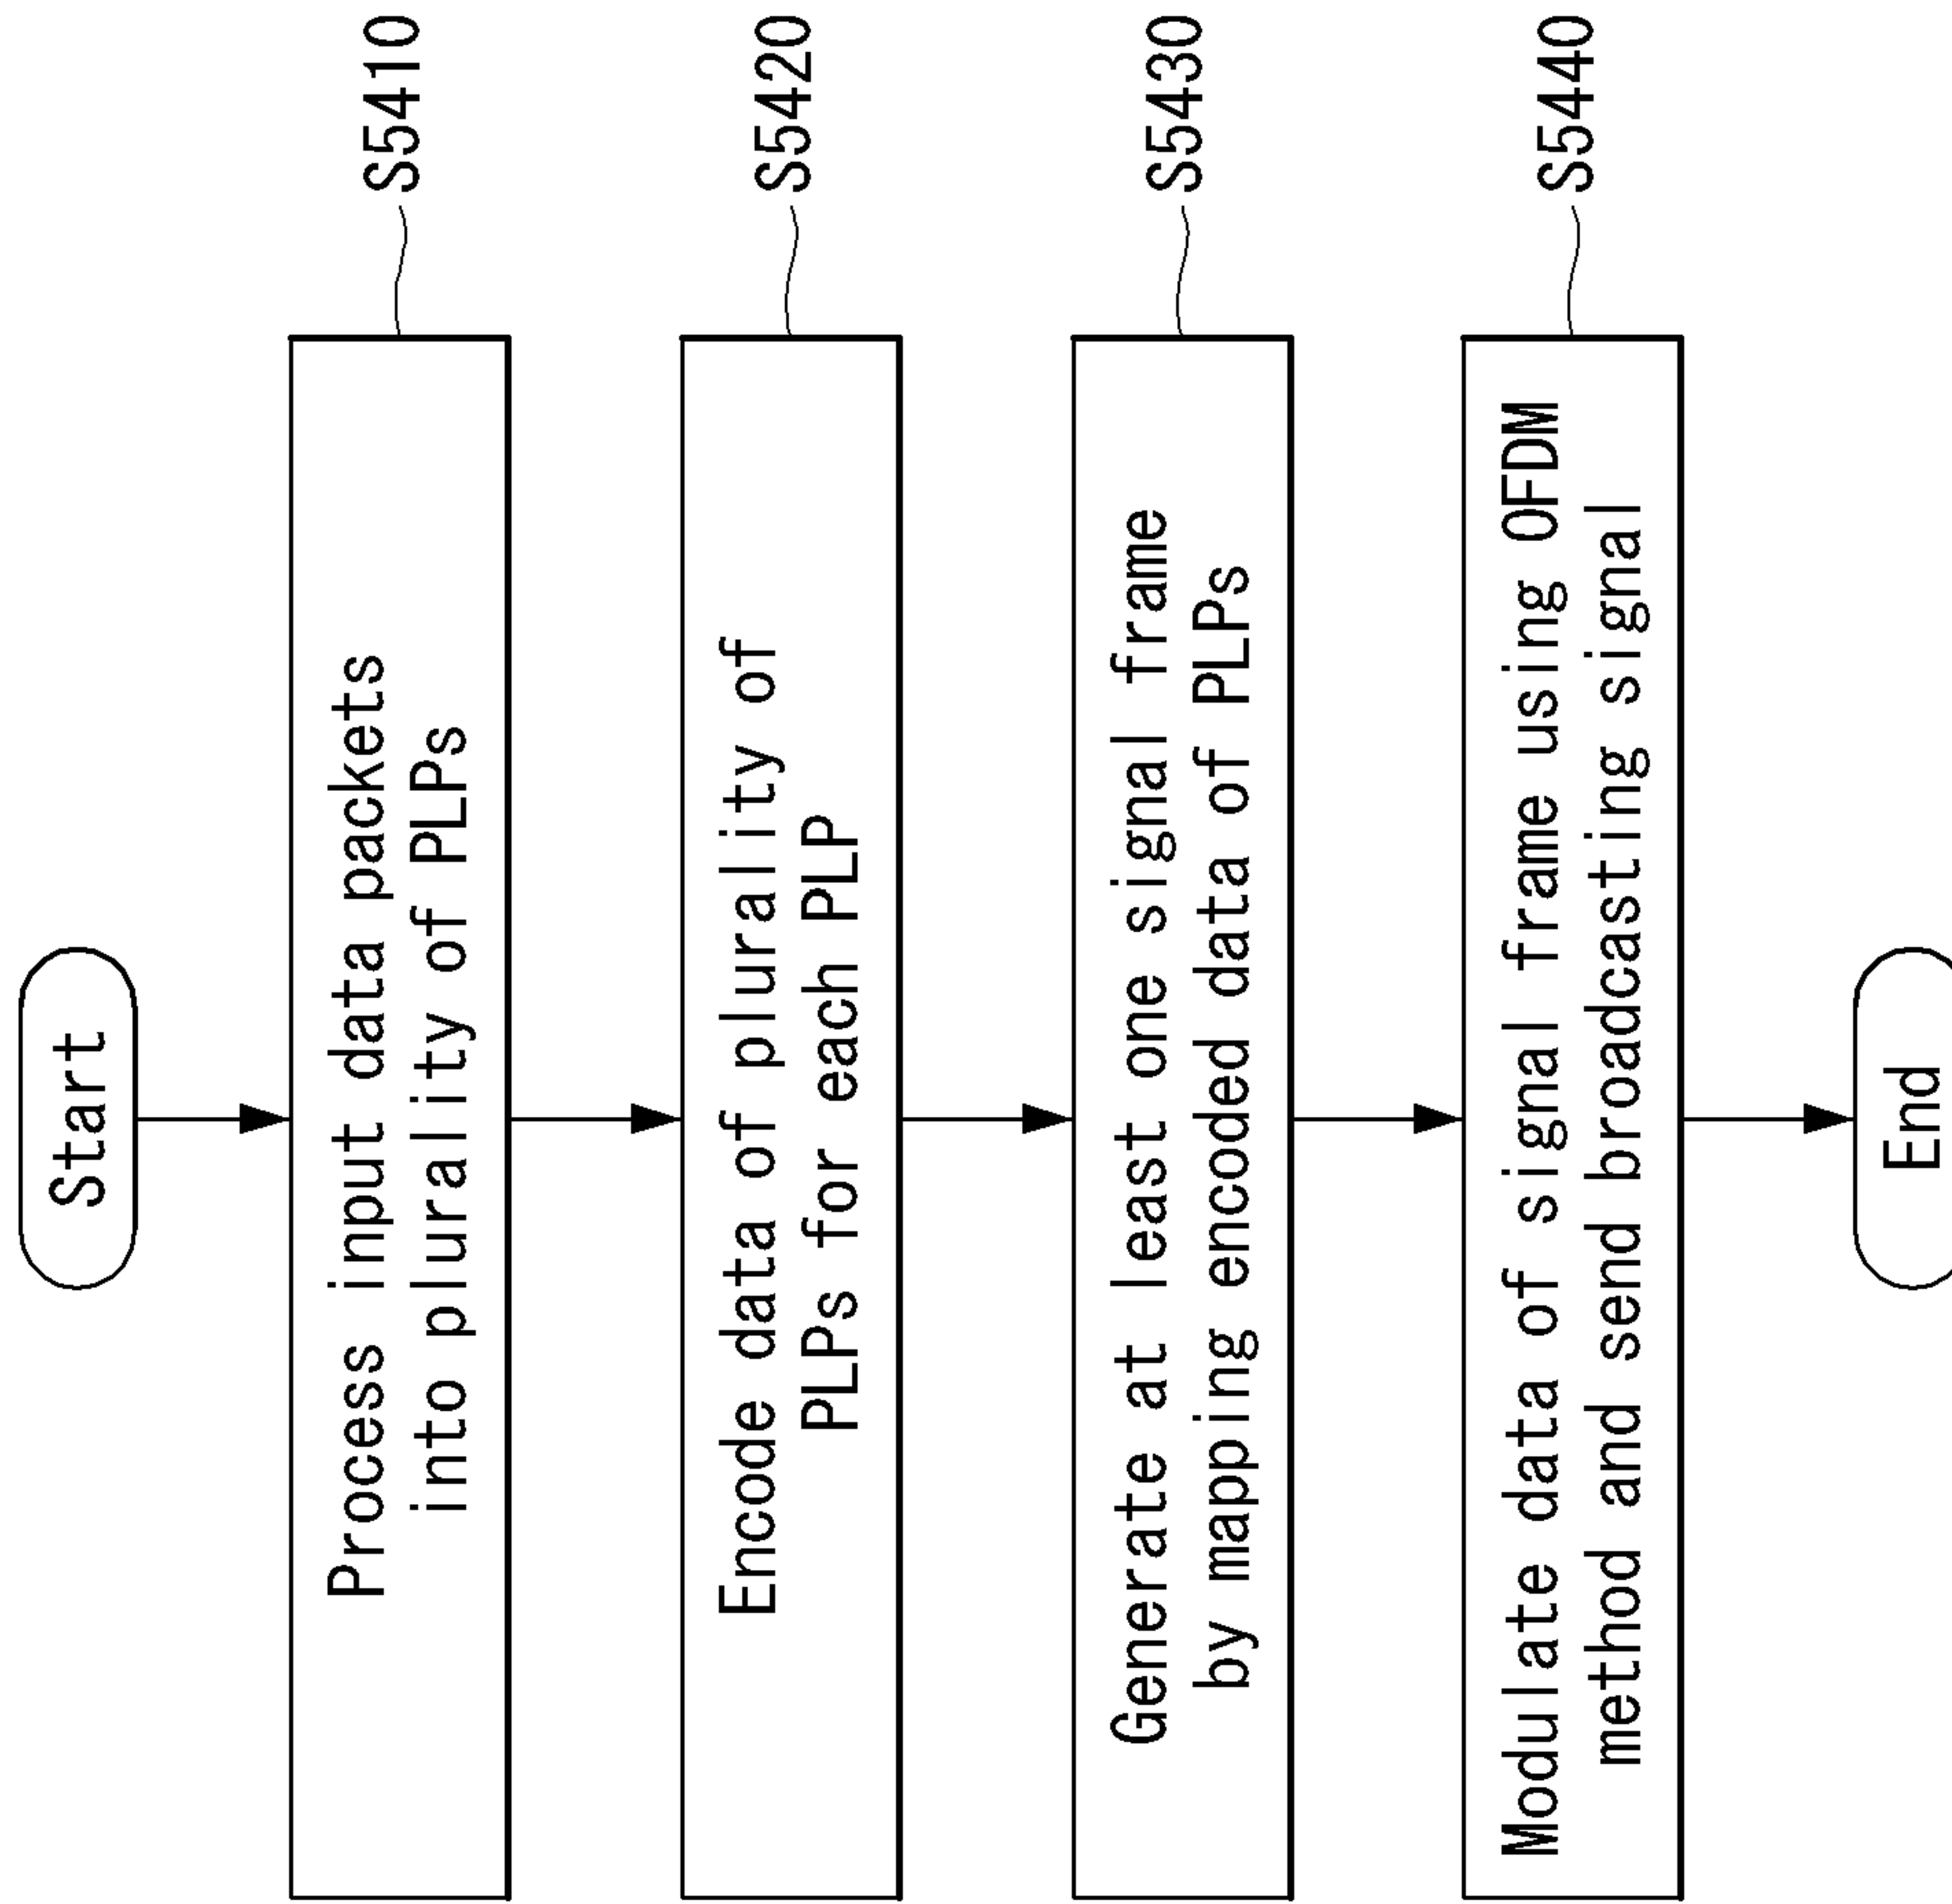 Start
Process input data packets
into plurality of PLPs
S5410
Encode data of plurality of
PLPs for each PLP
S5420
Generate at least one signal frame
by mapping encoded data of PLPs
S5430
Modulate data of signal frame using OFDM
method and send broadcasting signal
S5440
End